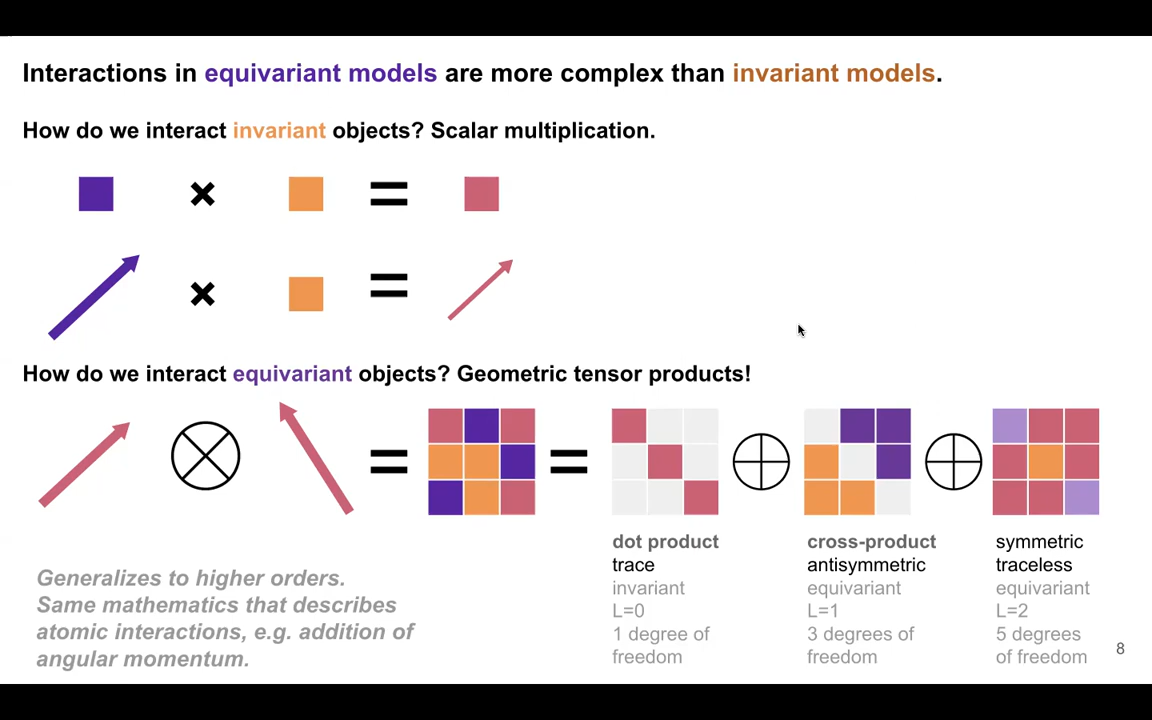 Interactions in equivariant models are more complex than invariant models.
How do we interact invariant objects? Scalar multiplication.
How do we interact equivariant objects? Geometric tensor products!
dot product
trace
invariant
L=0
1 degree of
freedom
cross-product
antisymmetric
equivariant
L=1
3 degrees of
freedom
symmetric
traceless
equivariant
L=2
5 degrees
of freedom
Generalizes to higher orders.
Same mathematics that describes
atomic interactions, e.g. addition of
angular momentum.
8